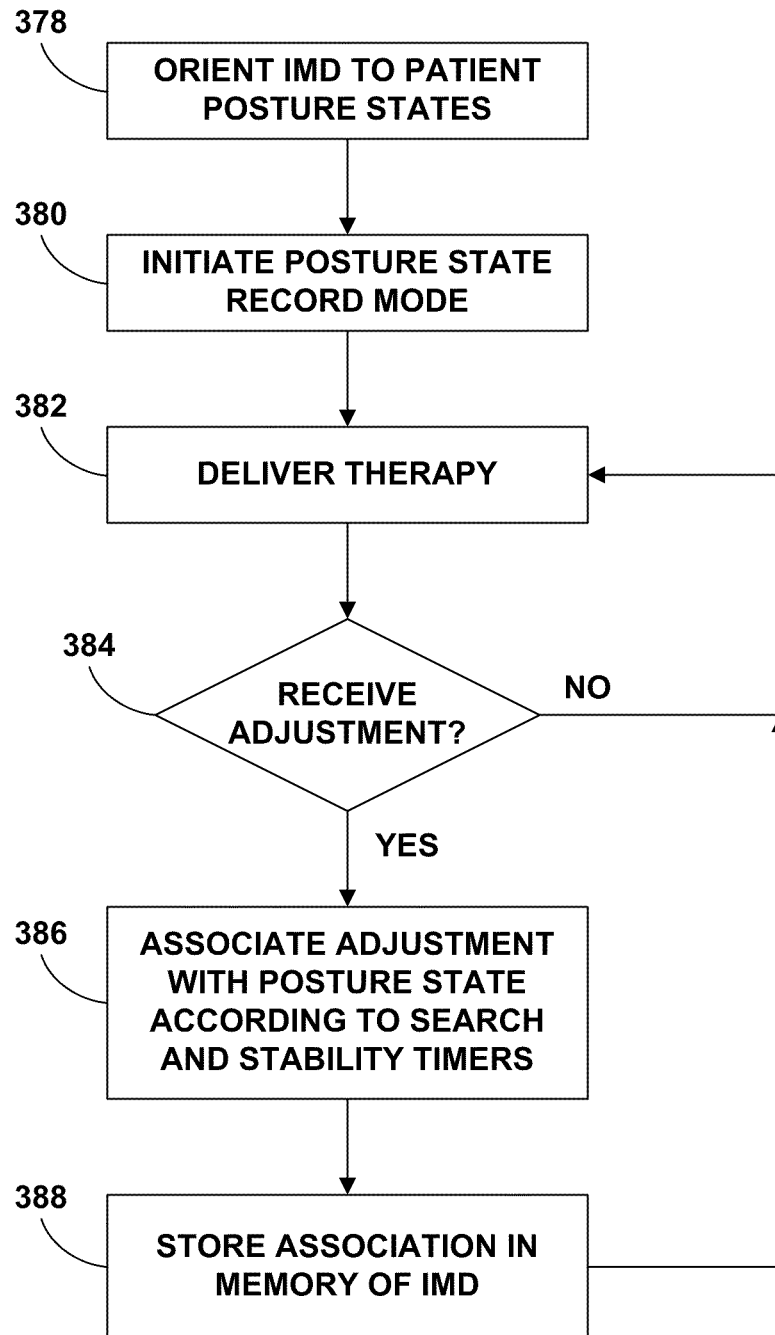 378
ORIENT IMD TO PATIENT
POSTURE STATES
380
INITIATE POSTURE STATE
RECORD MODE
382
DELIVER THERAPY
384
RECEIVE
ADJUSTMENT?
NO
YES
386
ASSOCIATE ADJUSTMENT
WITH POSTURE STATE
ACCORDING TO SEARCH
AND STABILITY TIMERS
388
STORE ASSOCIATION IN
MEMORY OF IMD